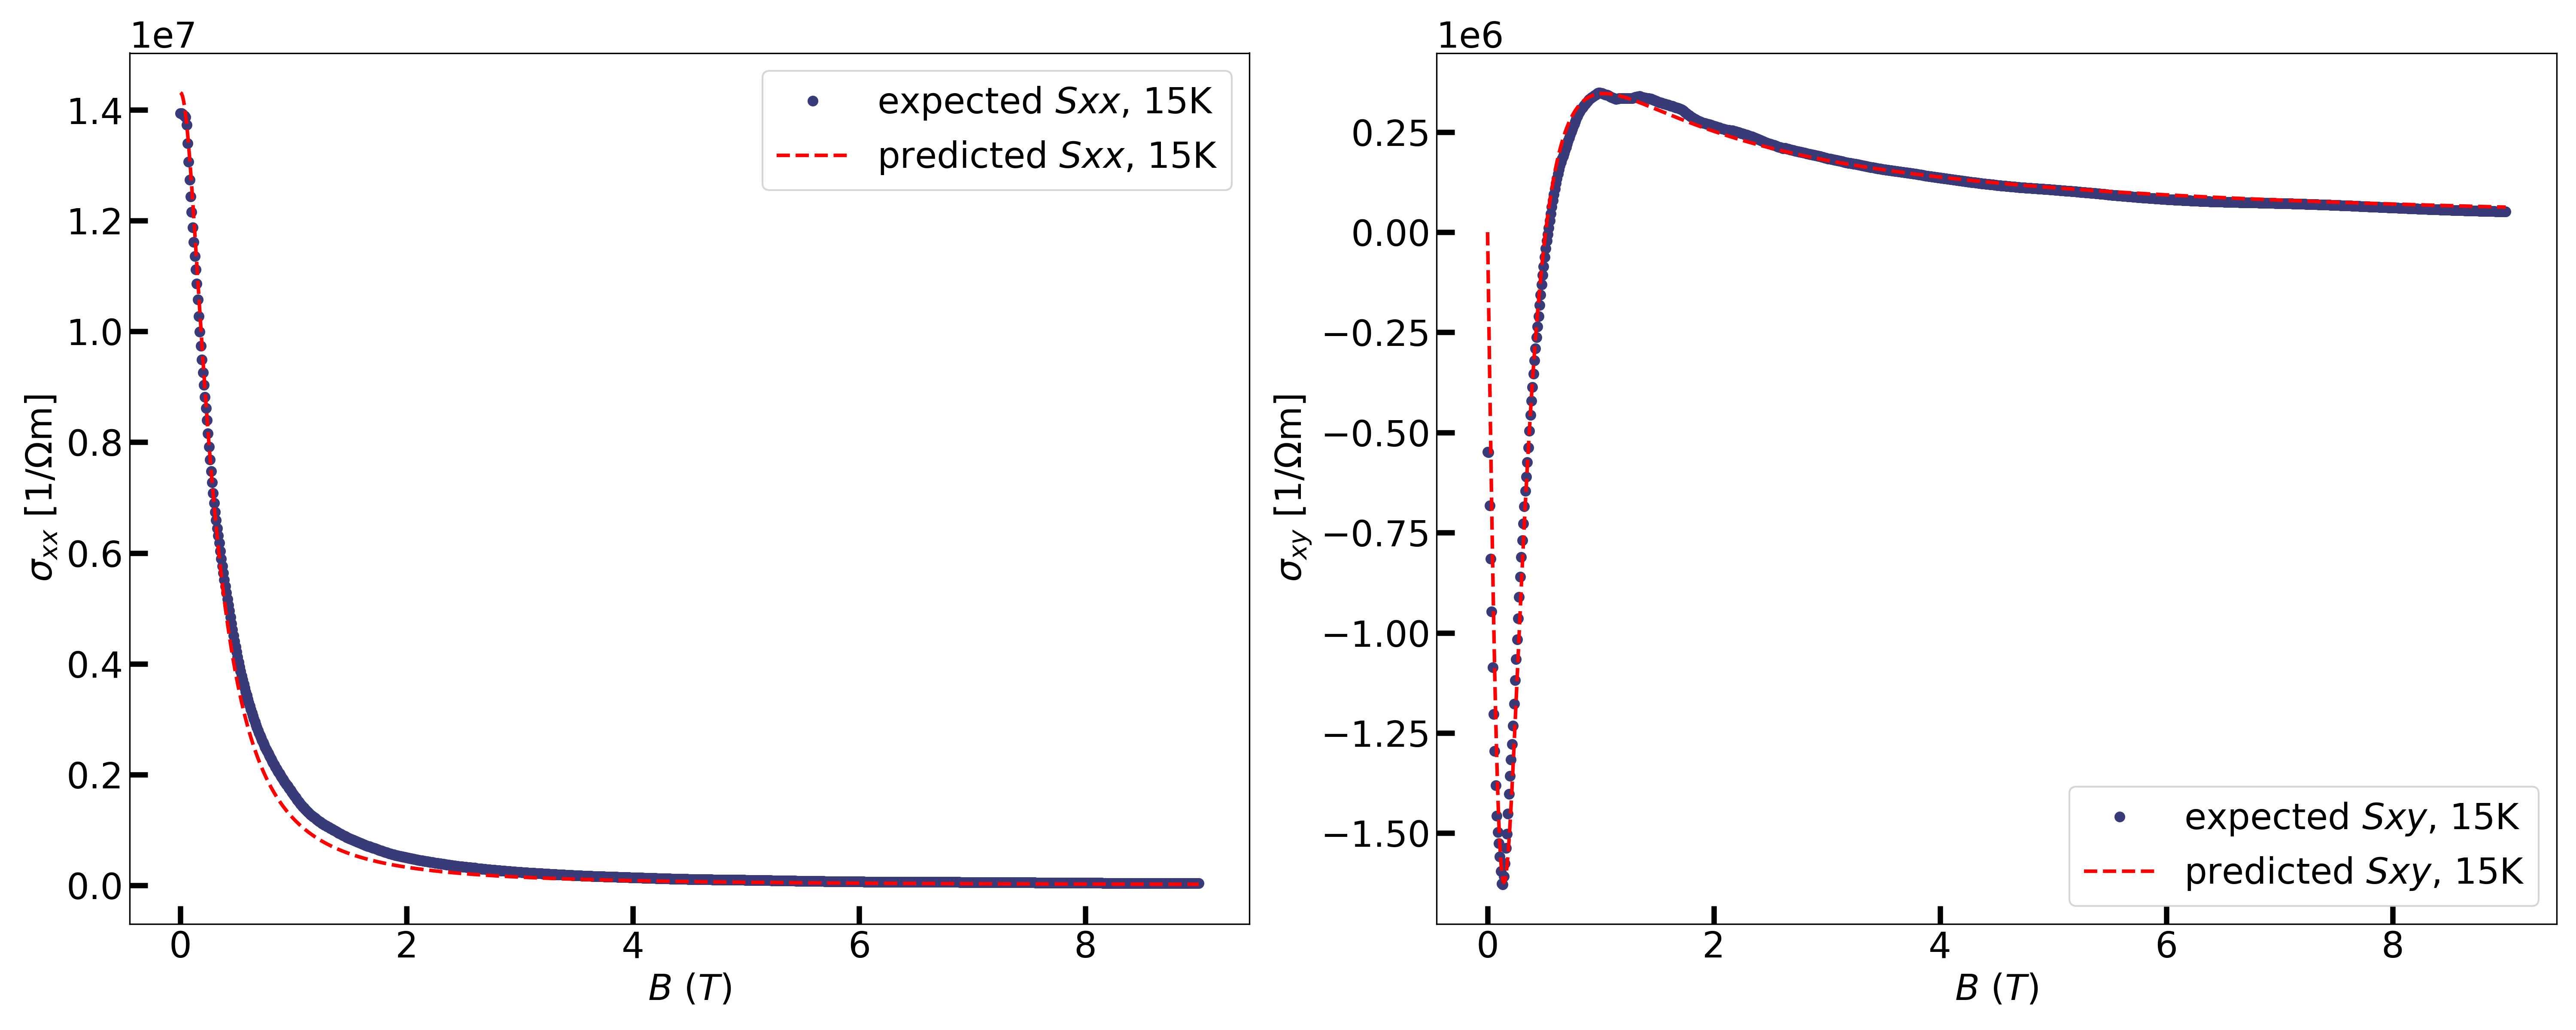 1e7
1.4
1.2
1.0
0.8
0.6
0.4
0.2
0.0
σxx [1/Ωm]
0 2 4 6 8
B (T)
expected Sxx, 15K
predicted Sxx, 15K
1e6
0.25
0.00
−0.25
−0.50
−0.75
−1.00
−1.25
−1.50
σxy [1/Ωm]
0 2 4 6 8
B (T)
expected Sxy, 15K
predicted Sxy, 15K